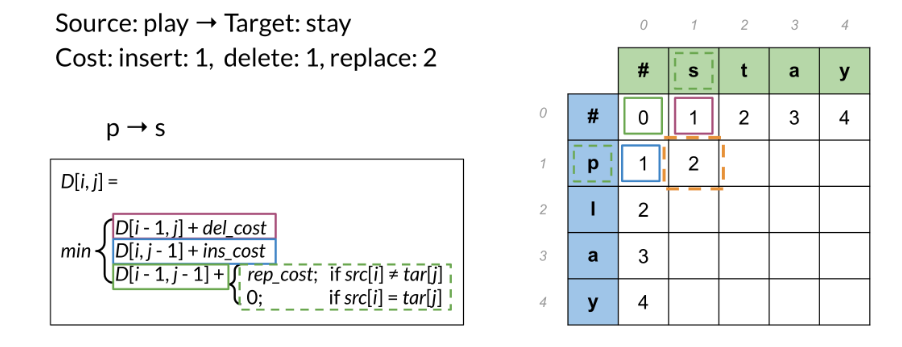 Source: play → Target: stay
Cost: insert: 1, delete: 1, replace: 2
p → s
D[i, j] =
min
D[i - 1, j] + del_cost
D[i, j - 1] + ins_cost
D[i - 1, j - 1] +
rep_cost; if src[i] ≠ tar[j]
0; if src[i] = tar[j]
0 1 2 3 4
# s t a y
0 # 0 1 2 3 4
1 p 1 2
2 l 2
3 a 3
4 y 4